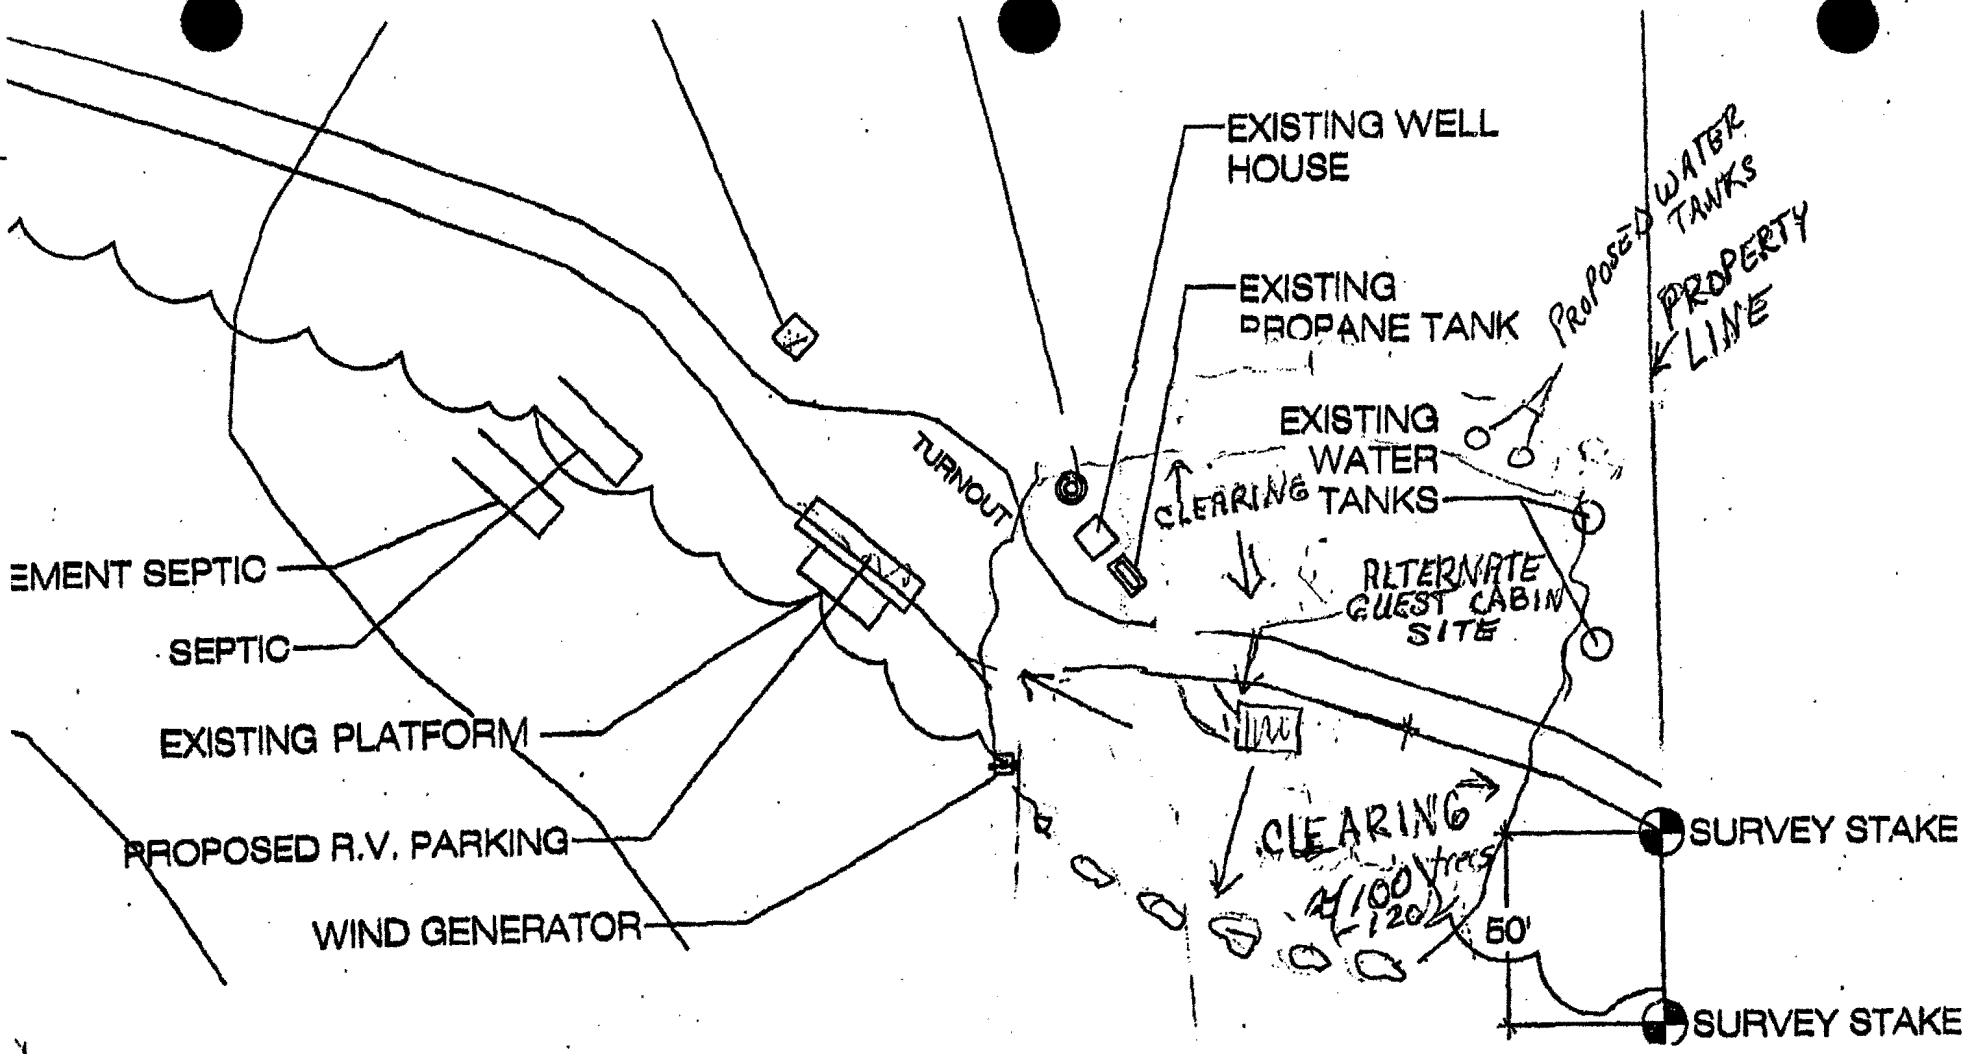 EXISTING WELL
HOUSE
PROPOSED WATER
TANKS
PROPERTY
LINE
EXISTING
PROPANE TANK
EXISTING
WATER
TANKS
TURNOUT
CLEARING
ALTERNATE
GUEST CABIN
SITE
EMENT SEPTIC
SEPTIC
EXISTING PLATFORM
PROPOSED R.V. PARKING
WIND GENERATOR
CLEARING
trees
100
120
50'
SURVEY STAKE
SURVEY STAKE